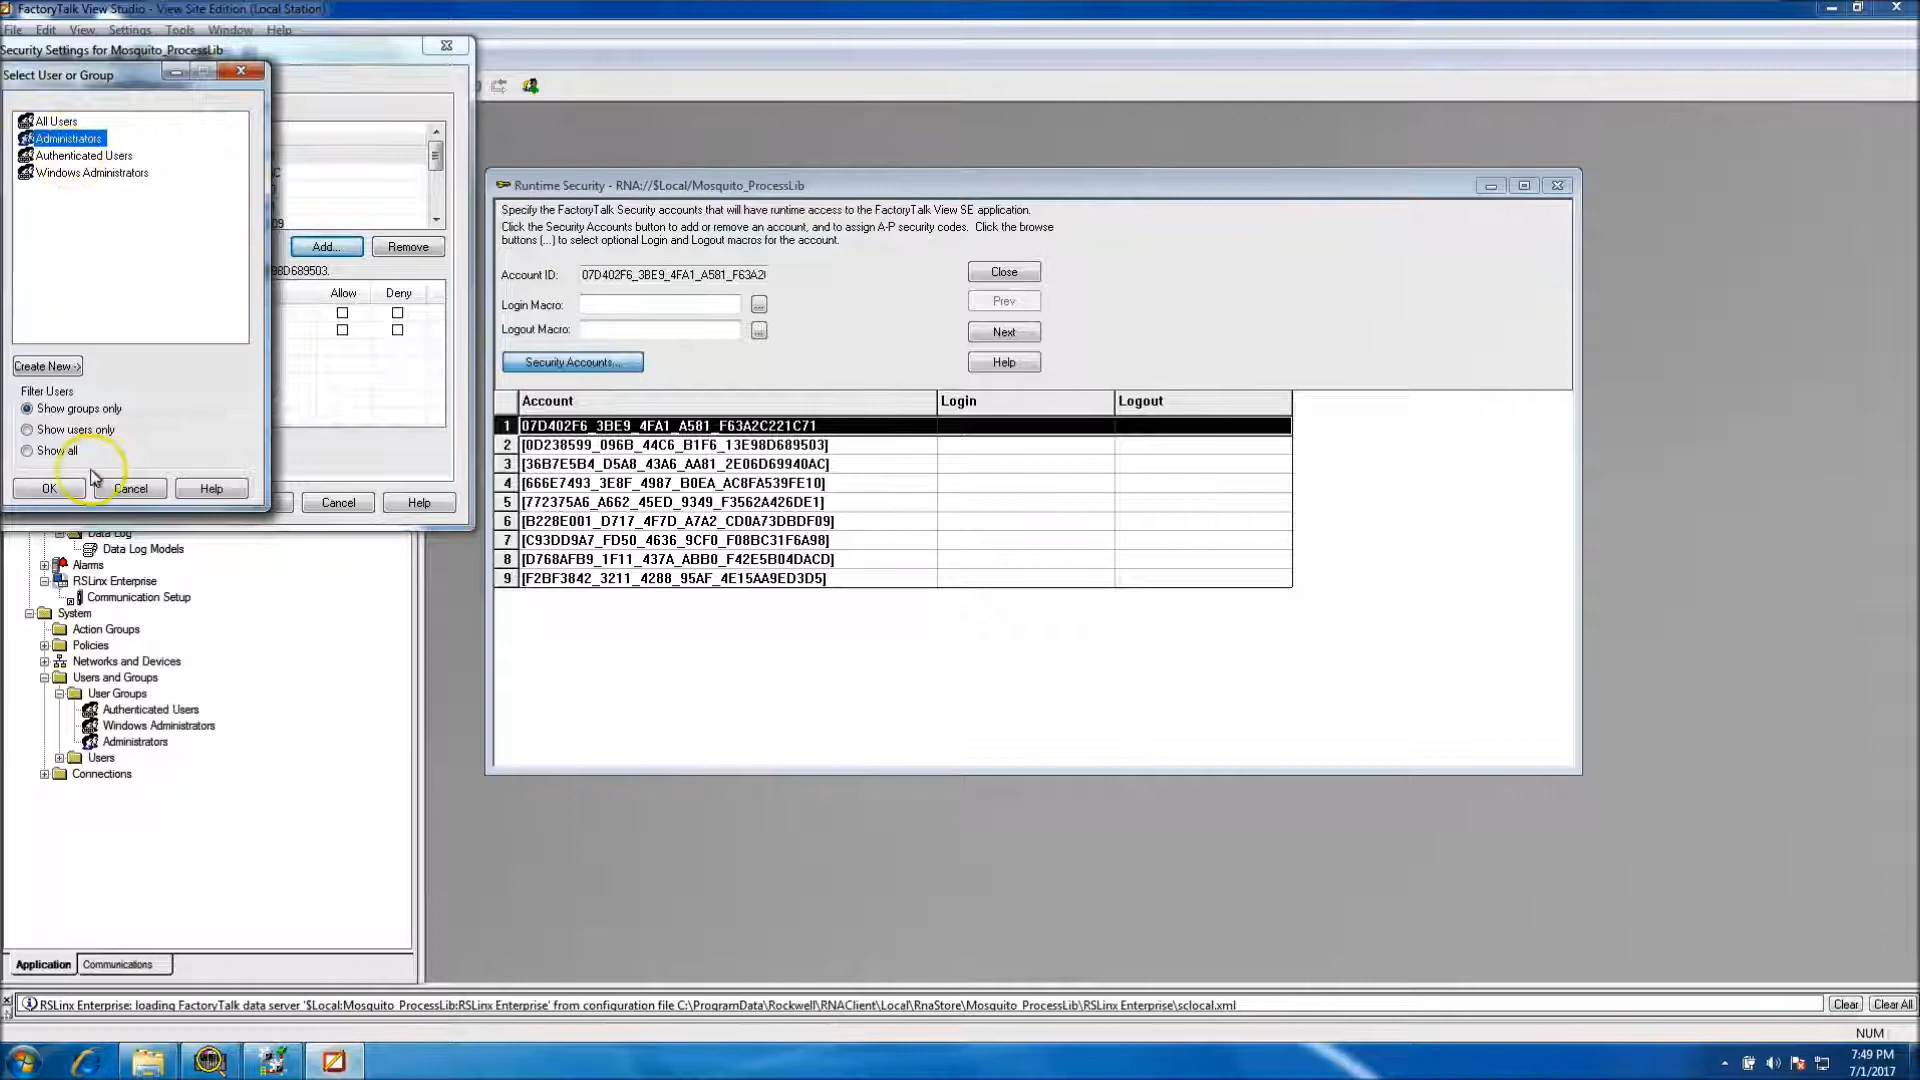 FactoryTalk View Studio - View Site Edition (Local Station)
File Edit View Settings Tools Window Help
Security Settings for Mosquito_ProcessLib
Select User or Group
All Users
Administrators
Authenticated Users
Windows Administrators
Add...
Remove
98D689503.
Allow
Deny
Create New ->
Filter Users
Show groups only
Show users only
Show all
OK
Cancel
Help
Cancel
Help
Runtime Security - RNA://$Local/Mosquito_ProcessLib
Specify the FactoryTalk Security accounts that will have runtime access to the FactoryTalk View SE application.
Click the Security Accounts button to add or remove an account, and to assign A-P security codes. Click the browse
buttons (...) to select optional Login and Logout macros for the account.
Account ID: 07D402F6_3BE9_4FA1_A581_F63A2
Login Macro: ...
Logout Macro: ...
Security Accounts...
Close
Prev
Next
Help
Account Login Logout
1 07D402F6_3BE9_4FA1_A581_F63A2C221C71
2 [0D238599_096B_44C6_B1F6_13E98D689503]
3 [36B7E5B4_D5A8_43A6_AA81_2E06D69940AC]
4 [666E7493_3E8F_4987_B0EA_AC8FA539FE10]
5 [772375A6_A662_45ED_9349_F3562A426DE1]
6 [B228E001_D717_4F7D_A7A2_CD0A73DBDF09]
7 [C93DD9A7_FD50_4636_9CF0_F08BC31F6A98]
8 [D768AFB9_1F11_437A_ABB0_F42E5B04DACD]
9 [F2BF3842_3211_4288_95AF_4E15AA9ED3D5]
Data Log
Data Log Models
Alarms
RSLinx Enterprise
Communication Setup
System
Action Groups
Policies
Networks and Devices
Users and Groups
User Groups
Authenticated Users
Windows Administrators
Administrators
Users
Connections
Application
Communications
RSLinx Enterprise: loading FactoryTalk data server '$Local:Mosquito_ProcessLib:RSLinx Enterprise' from configuration file C:\ProgramData\Rockwell\RNAClient\Local\RnaStore\Mosquito_ProcessLib\RSLinx Enterprise\sclocal.xml
Clear
Clear All
NUM
7:49 PM
7/1/2017